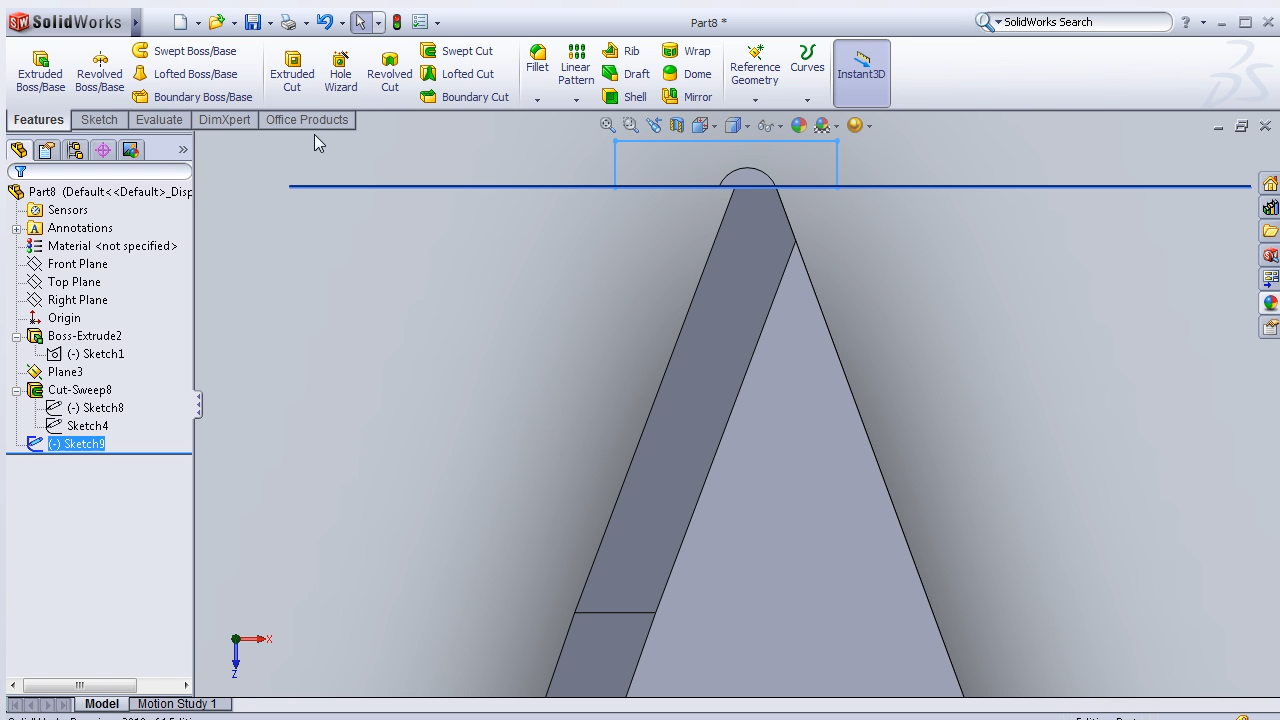 SolidWorks
Part8 *
SolidWorks Search
?
Extruded Boss/Base
Revolved Boss/Base
Swept Boss/Base
Lofted Boss/Base
Boundary Boss/Base
Extruded Cut
Hole Wizard
Revolved Cut
Swept Cut
Lofted Cut
Boundary Cut
Fillet
Linear Pattern
Rib
Draft
Shell
Wrap
Dome
Mirror
Reference Geometry
Curves
Instant3D
Features
Sketch
Evaluate
DimXpert
Office Products
Part8 (Default<<Default>_Disp
Sensors
Annotations
Material <not specified>
Front Plane
Top Plane
Right Plane
Origin
Boss-Extrude2
(-) Sketch1
Plane3
Cut-Sweep8
(-) Sketch8
Sketch4
(-) Sketch9
X
Z
Model
Motion Study 1